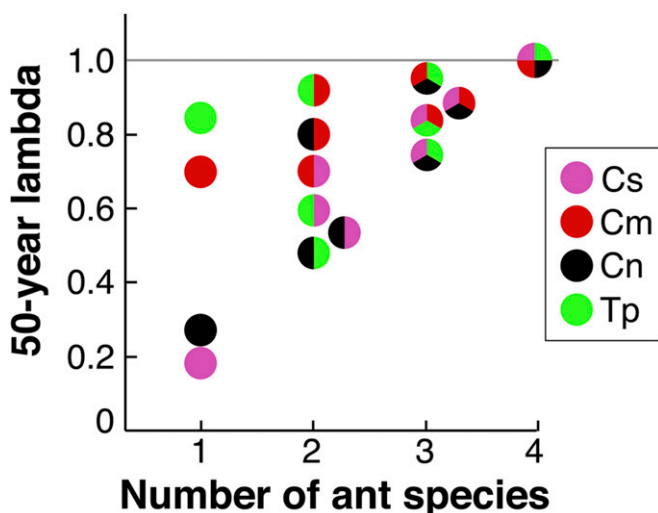 50-year lambda
1.0
0.8
0.6
0.4
0.2
0
1 2 3 4
Number of ant species
Cs
Cm
Cn
Tp